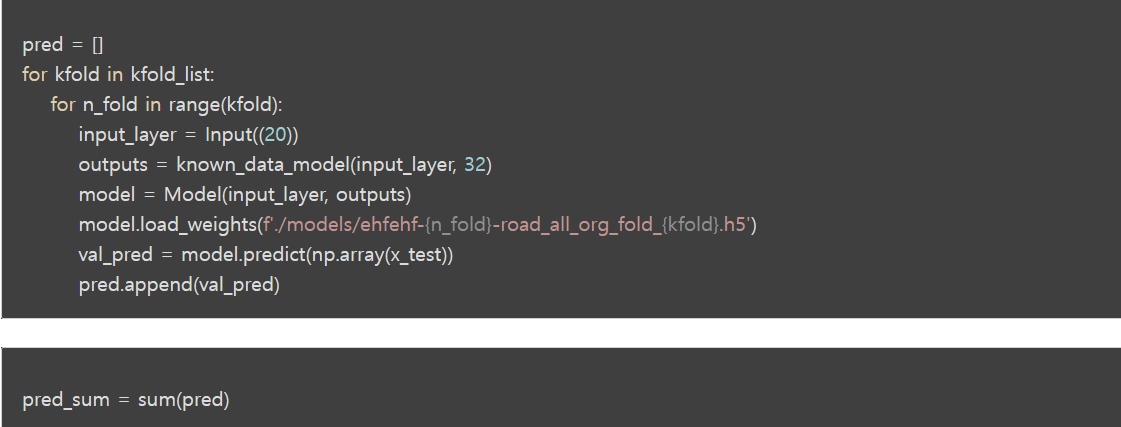 pred = []
for kfold in kfold_list:
for n_fold in range(kfold):
input_layer = Input((20))
outputs = known_data_model(input_layer, 32)
model = Model(input_layer, outputs)
model.load_weights(f'./models/ehfehf-{n_fold}-road_all_org_fold_{kfold}.h5')
val_pred = model.predict(np.array(x_test))
pred.append(val_pred)
pred_sum = sum(pred)